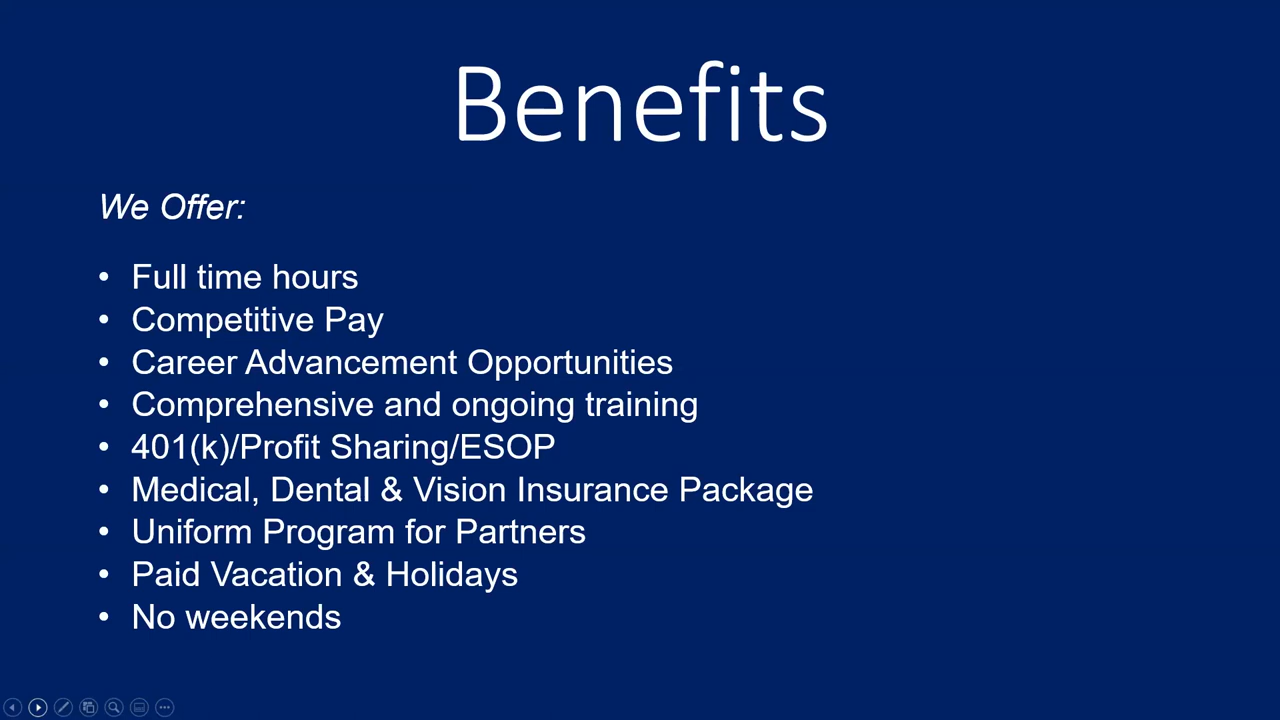 Benefits
We Offer:
• Full time hours
• Competitive Pay
• Career Advancement Opportunities
• Comprehensive and ongoing training
• 401(k)/Profit Sharing/ESOP
• Medical, Dental & Vision Insurance Package
• Uniform Program for Partners
• Paid Vacation & Holidays
• No weekends